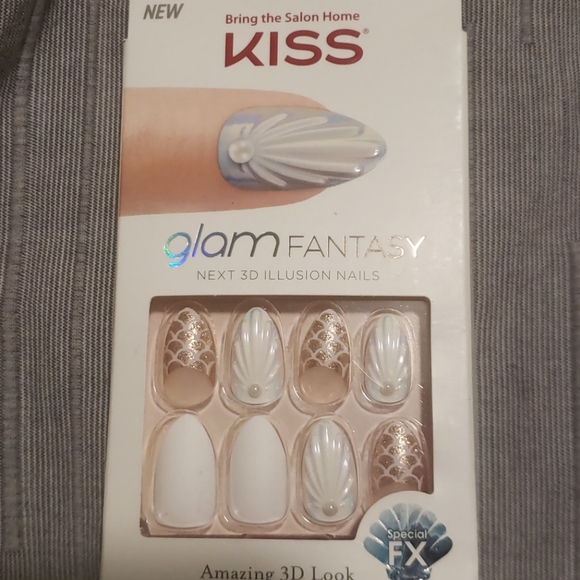 NEW
Bring the Salon Home
KISS®
glam FANTASY
NEXT 3D ILLUSION NAILS
Special
FX
Amazing 3D Look